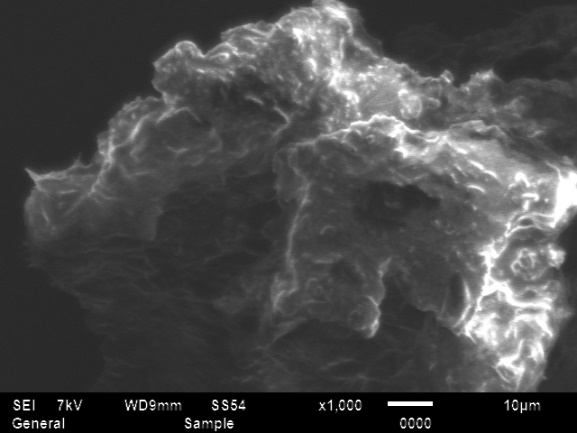 SEI 7kV WD9mm SS54 x1,000 10µm
General Sample 0000